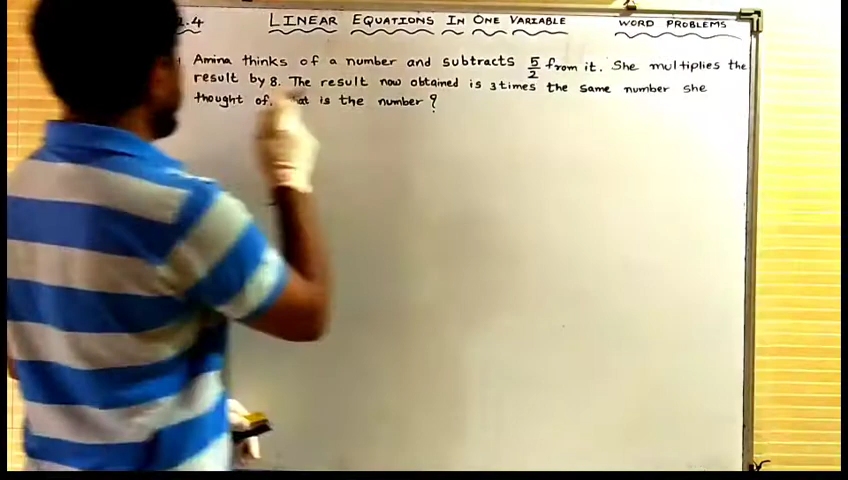 2.4 LINEAR EQUATIONS IN ONE VARIABLE WORD PROBLEMS
Amina thinks of a number and subtracts 5/2 from it. She multiplies the
result by 8. The result now obtained is 3 times the same number she
thought of. is the number ?